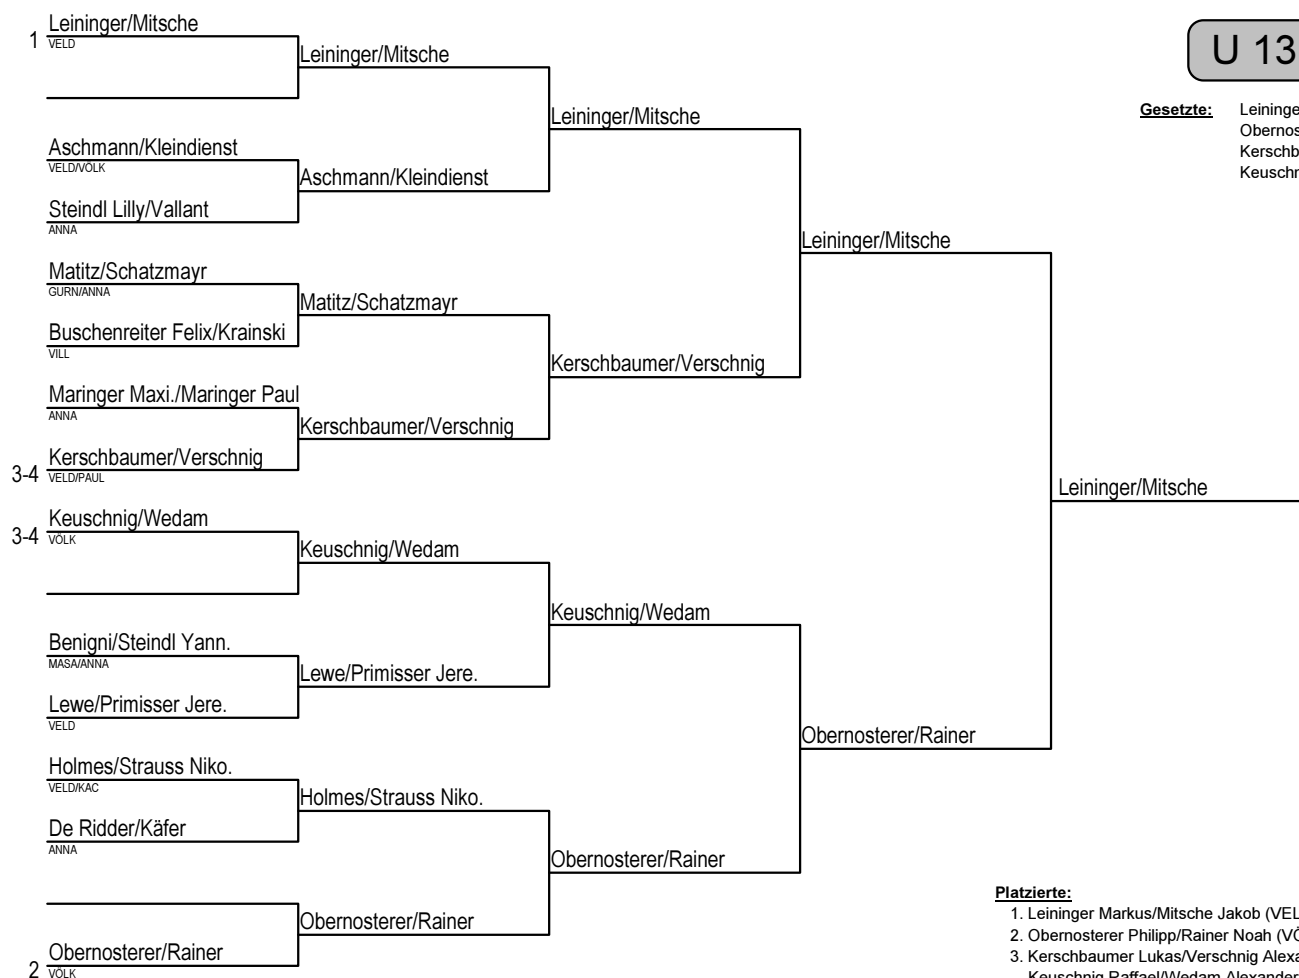 Leininger/Mitsche
1
VELD
Leininger/Mitsche
Leininger/Mitsche
Aschmann/Kleindienst
VELD/VÖLK
Aschmann/Kleindienst
Steindl Lilly/Vallant
ANNA
Leininger/Mitsche
Matitz/Schatzmayr
GURN/ANNA
Matitz/Schatzmayr
Buschenreiter Felix/Krainski
VILL
Kerschbaumer/Verschnig
Maringer Maxi./Maringer Paul
ANNA
Kerschbaumer/Verschnig
Kerschbaumer/Verschnig
3-4
VELD/PAUL
Leininger/Mitsche
Keuschnig/Wedam
3-4
VÖLK
Keuschnig/Wedam
Keuschnig/Wedam
Benigni/Steindl Yann.
MASA/ANNA
Lewe/Primisser Jere.
Lewe/Primisser Jere.
VELD
Obernosterer/Rainer
Holmes/Strauss Niko.
VELD/KAC
Holmes/Strauss Niko.
De Ridder/Käfer
ANNA
Obernosterer/Rainer
Obernosterer/Rainer
Obernosterer/Rainer
2
VÖLK
U 13
Gesetzte:
Leininge
Obernos
Kerschb
Keuschn
Platzierte:
1. Leininger Markus/Mitsche Jakob (VEL
2. Obernosterer Philipp/Rainer Noah (VÖ
3. Kerschbaumer Lukas/Verschnig Alexa
Keuschnig Raffael/Wedam Alexander